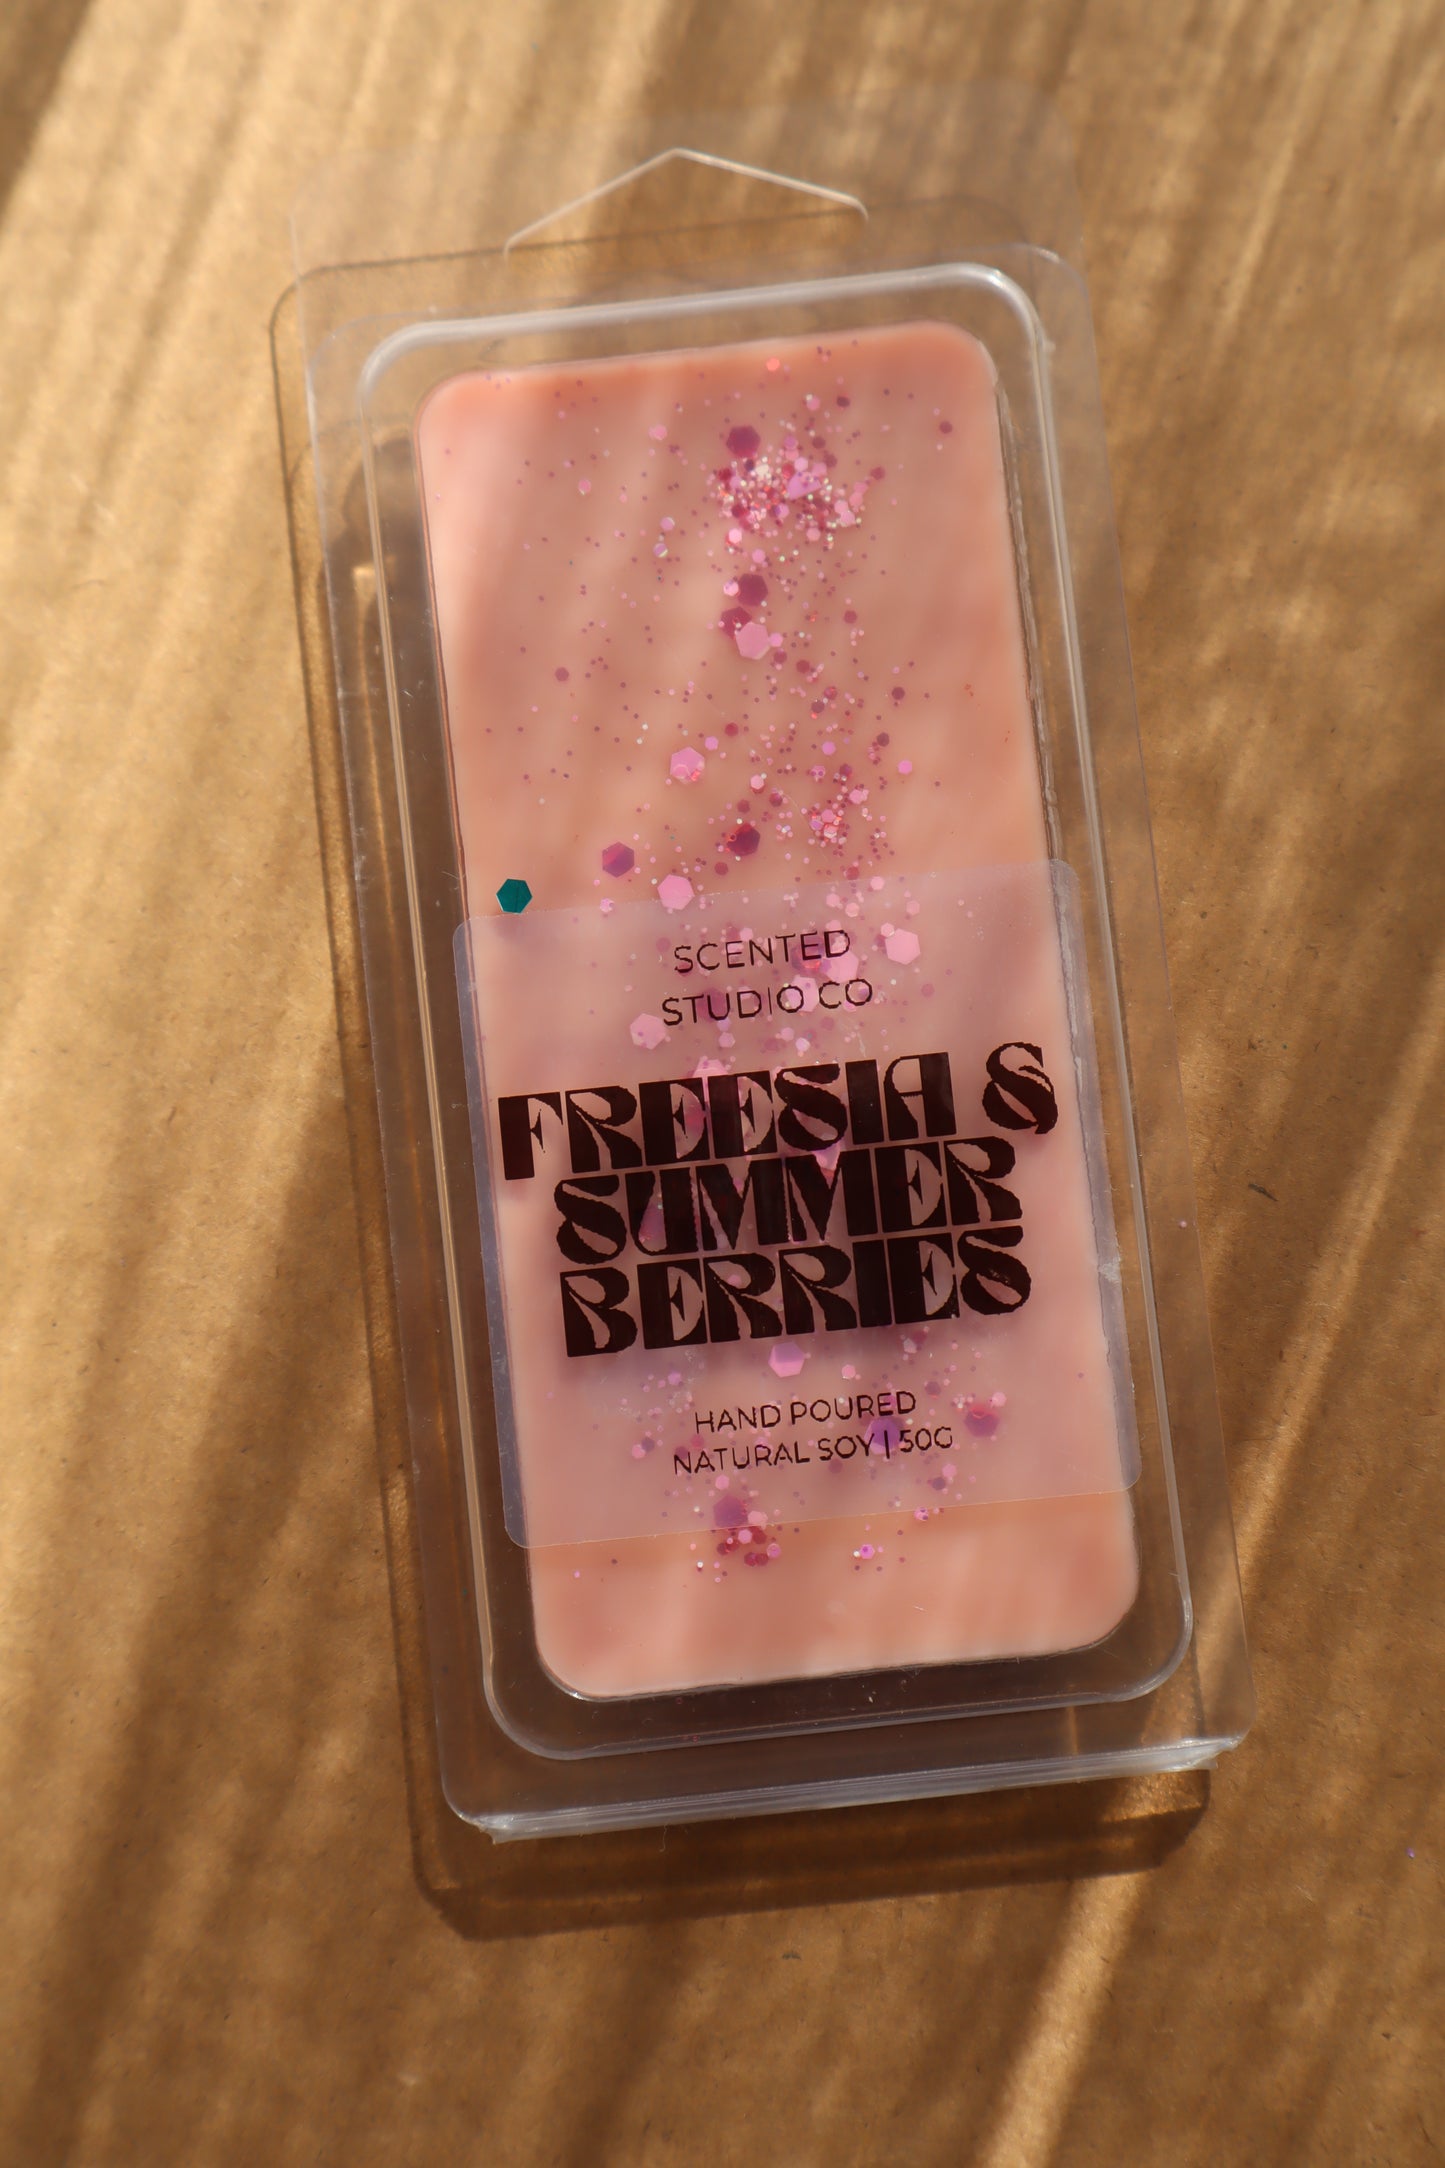 SCENTED
STUDIO CO
FREESIA &
SUMMER
BERRIES
HAND POURED
NATURAL SOY | 50G